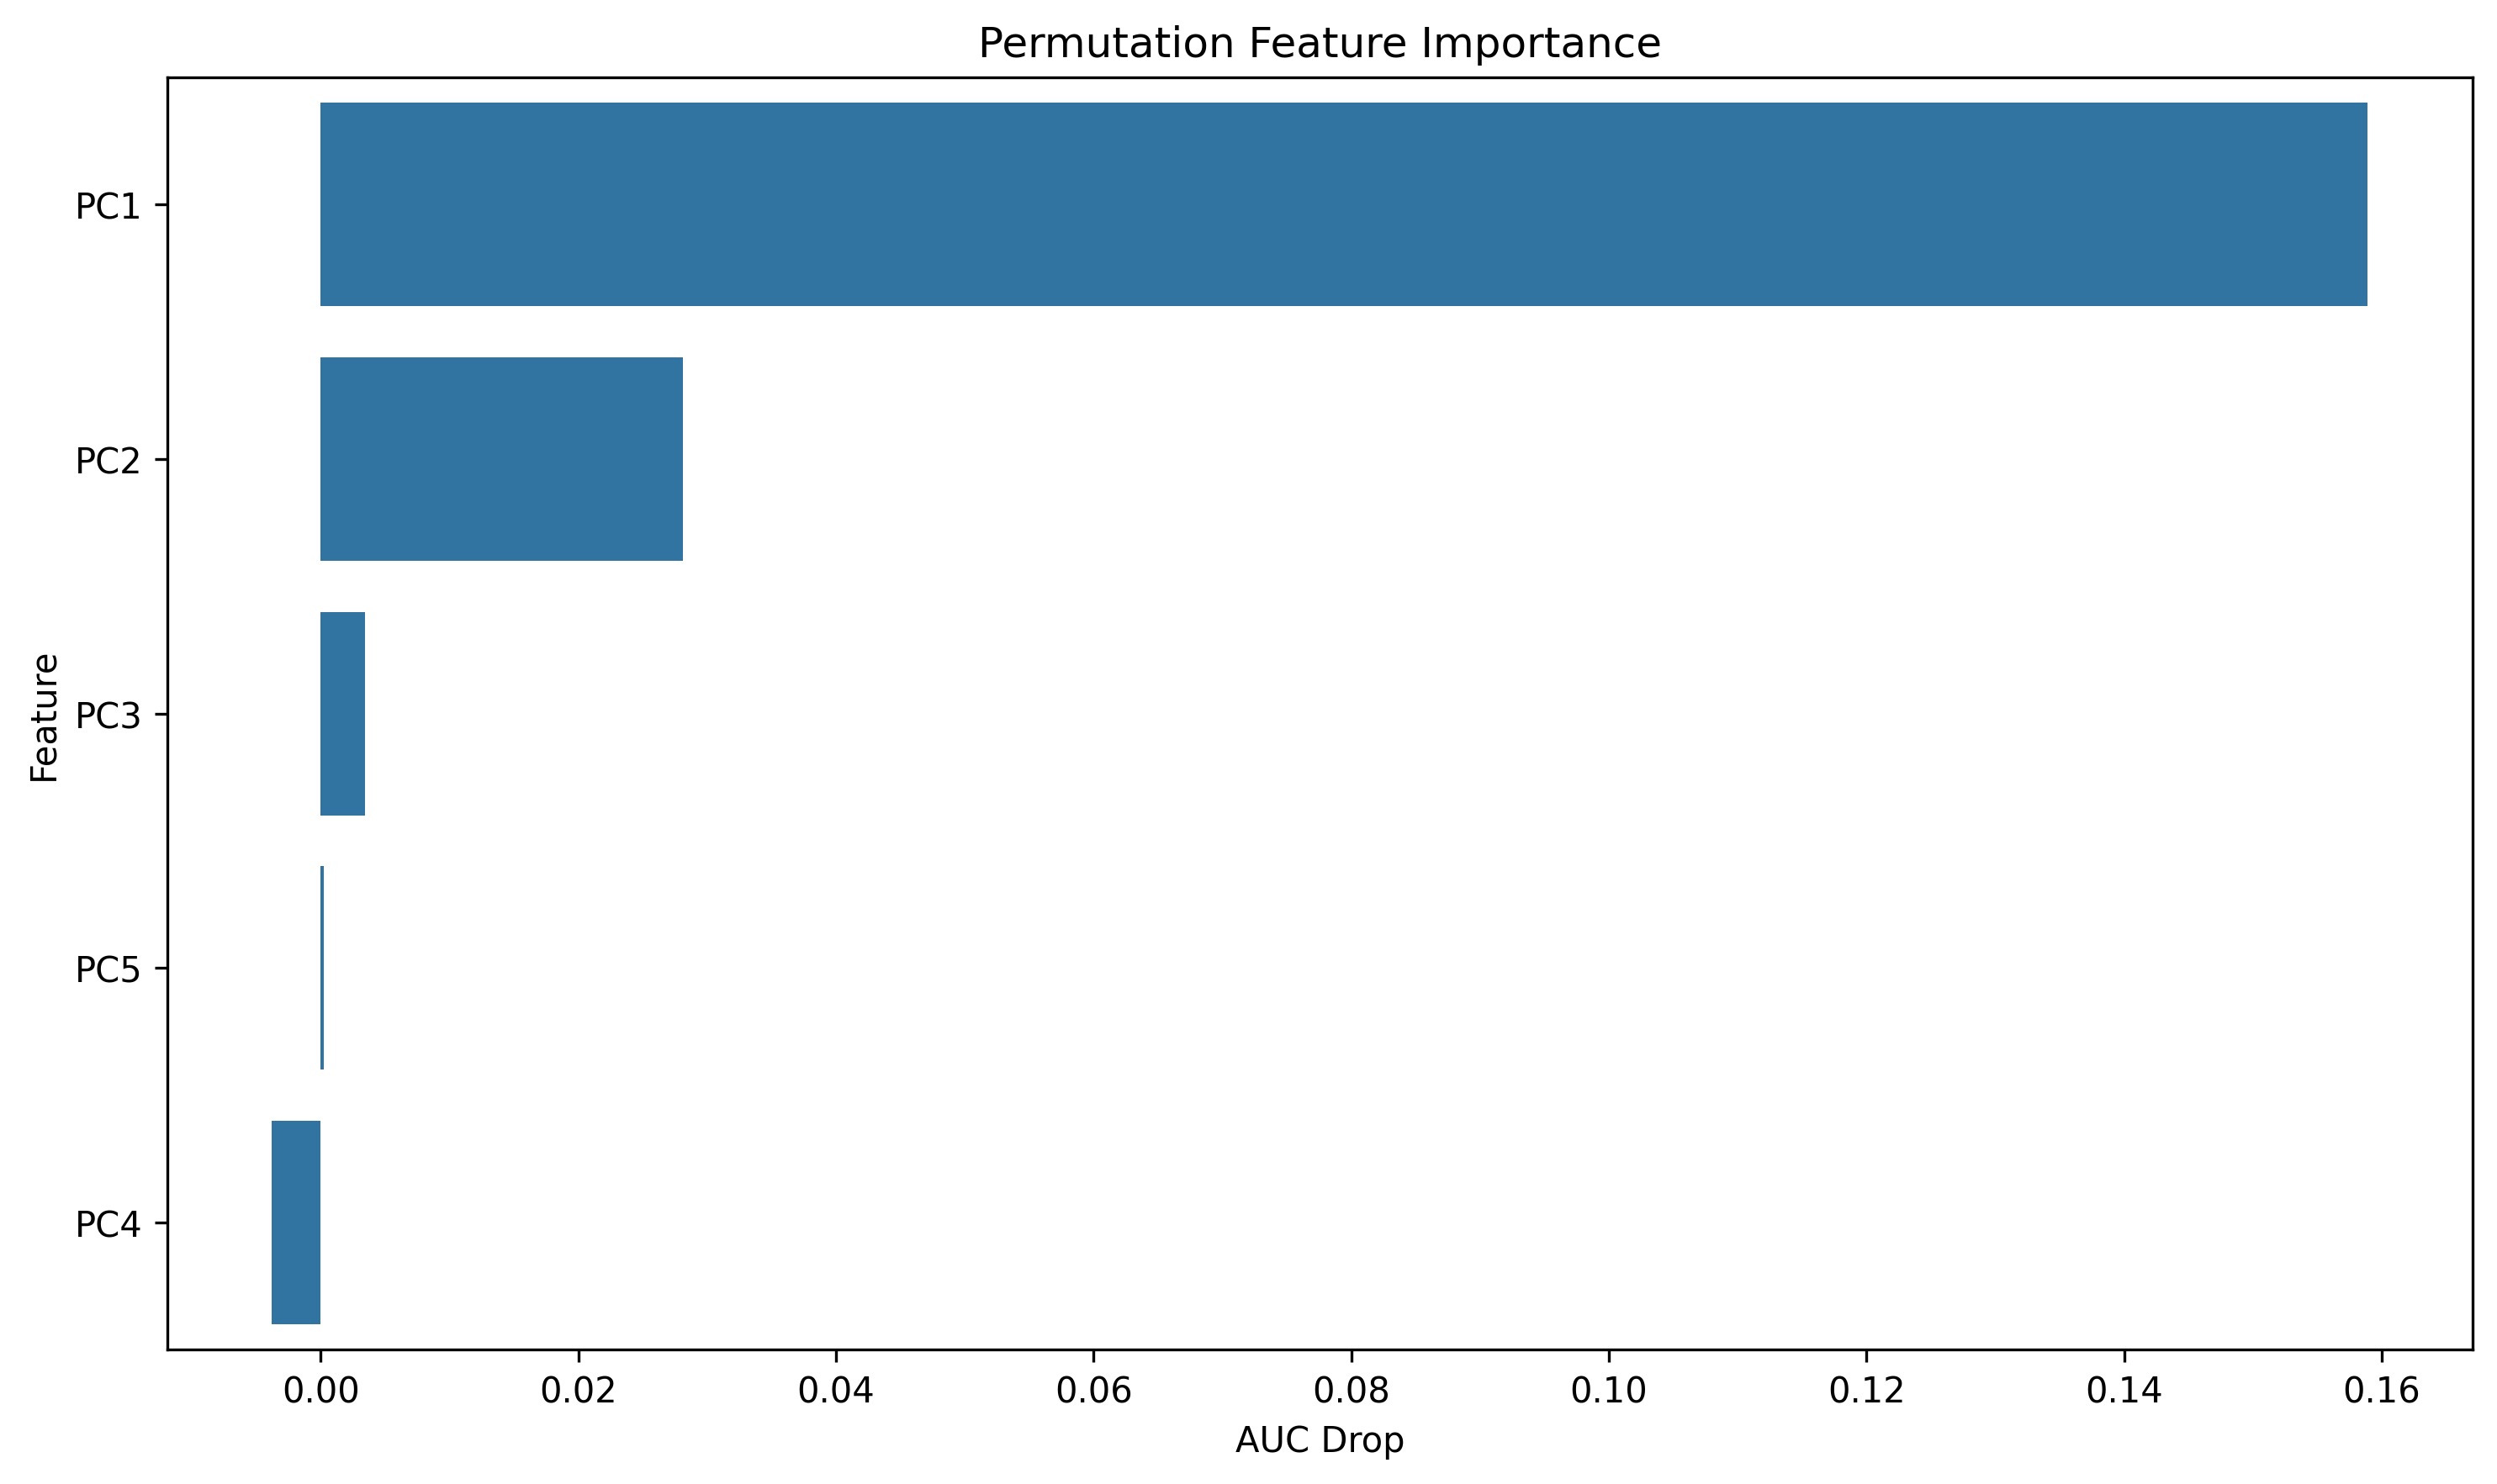 Permutation Feature Importance
Feature
PC1
PC2
PC3
PC5
PC4
0.00 0.02 0.04 0.06 0.08 0.10 0.12 0.14 0.16
AUC Drop